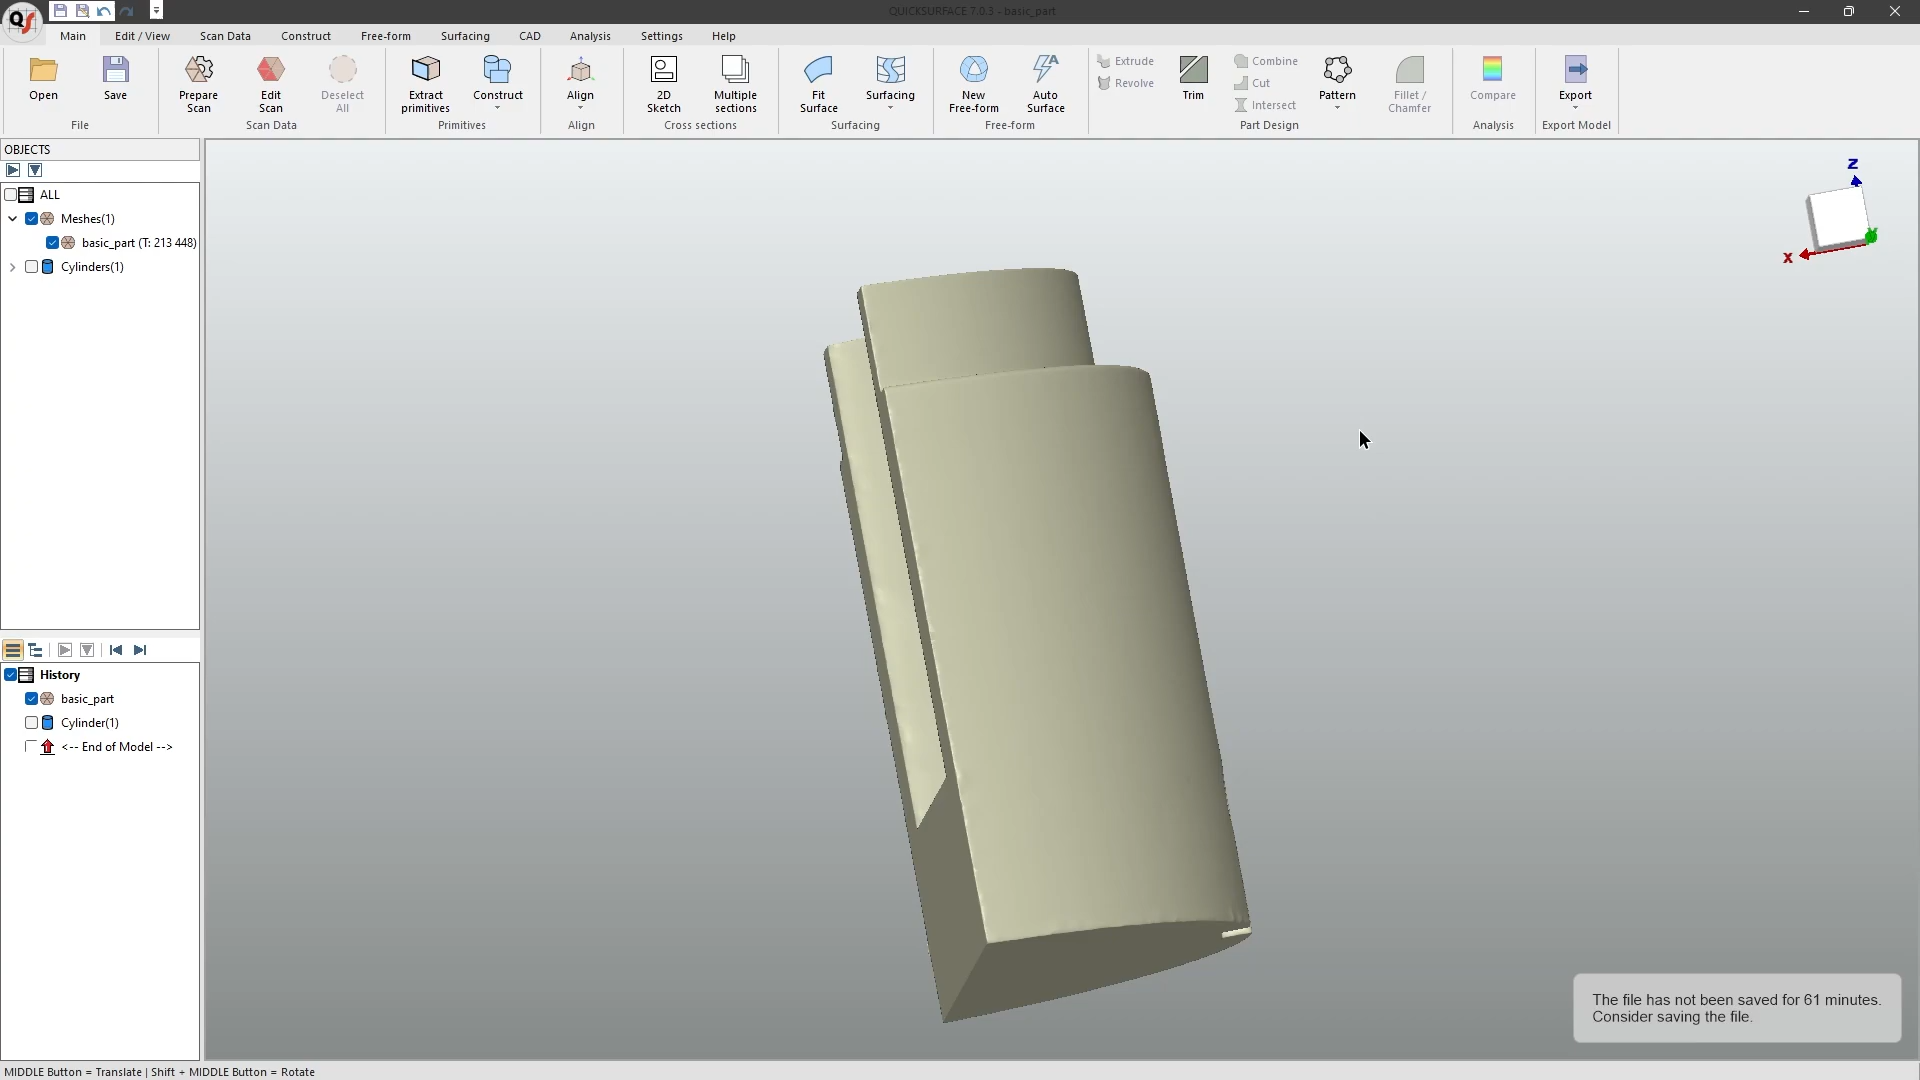 QUICKSURFACE 7.0.3 - basic_part
Main Edit / View Scan Data Construct Free-form Surfacing CAD Analysis Settings Help
Open
Save
File
Prepare
Scan
Edit
Scan
Deselect
All
Scan Data
Extract
primitives
Construct
Primitives
Align
Align
2D
Sketch
Multiple
sections
Cross sections
Fit
Surface
Surfacing
Surfacing
New
Free-form
Auto
Surface
Free-form
Extrude
Revolve
Trim
Combine
Cut
Intersect
Pattern
Fillet /
Chamfer
Part Design
Compare
Analysis
Export
Export Model
OBJECTS
ALL
Meshes(1)
basic_part (T: 213 448)
Cylinders(1)
History
basic_part
Cylinder(1)
<-- End of Model -->
Z
X
Y
The file has not been saved for 61 minutes.
Consider saving the file.
MIDDLE Button = Translate | Shift + MIDDLE Button = Rotate